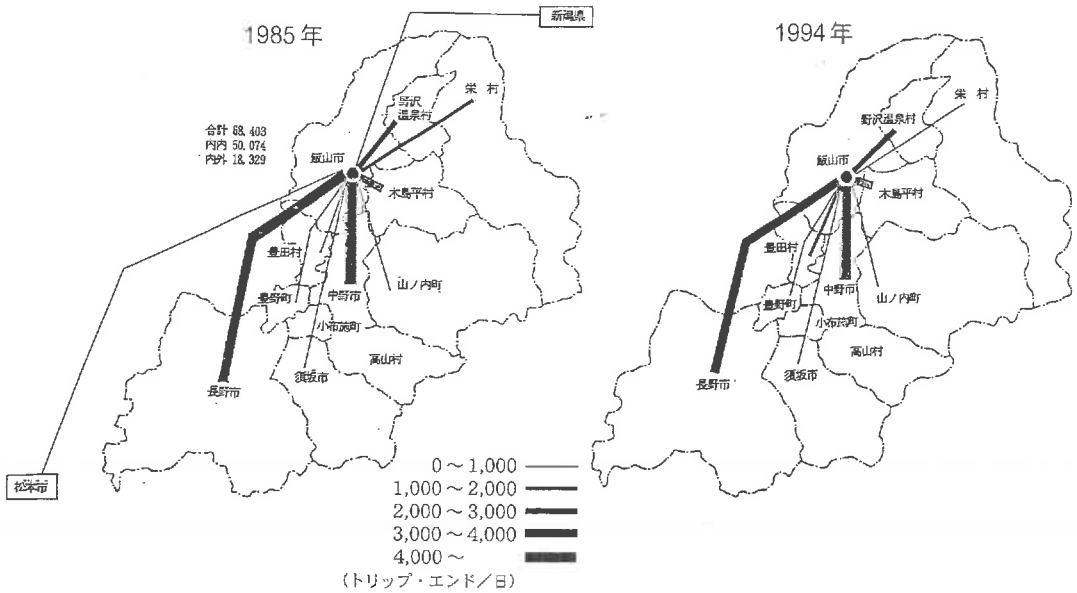 1985年
新潟県
栄村
野沢
温泉村
合計 68,403
内内 50,074
内外 18,329
飯山市
木島平村
豊田村
山ノ内町
豊野町
中野市
小布施町
高山村
須坂市
長野市
松本市
1994年
栄村
野沢温泉村
飯山市
木島平村
豊田村
中野市
山ノ内町
豊野町
小布施町
高山村
須坂市
長野市
0～1,000
1,000～2,000
2,000～3,000
3,000～4,000
4,000～
(トリップ・エンド/日)